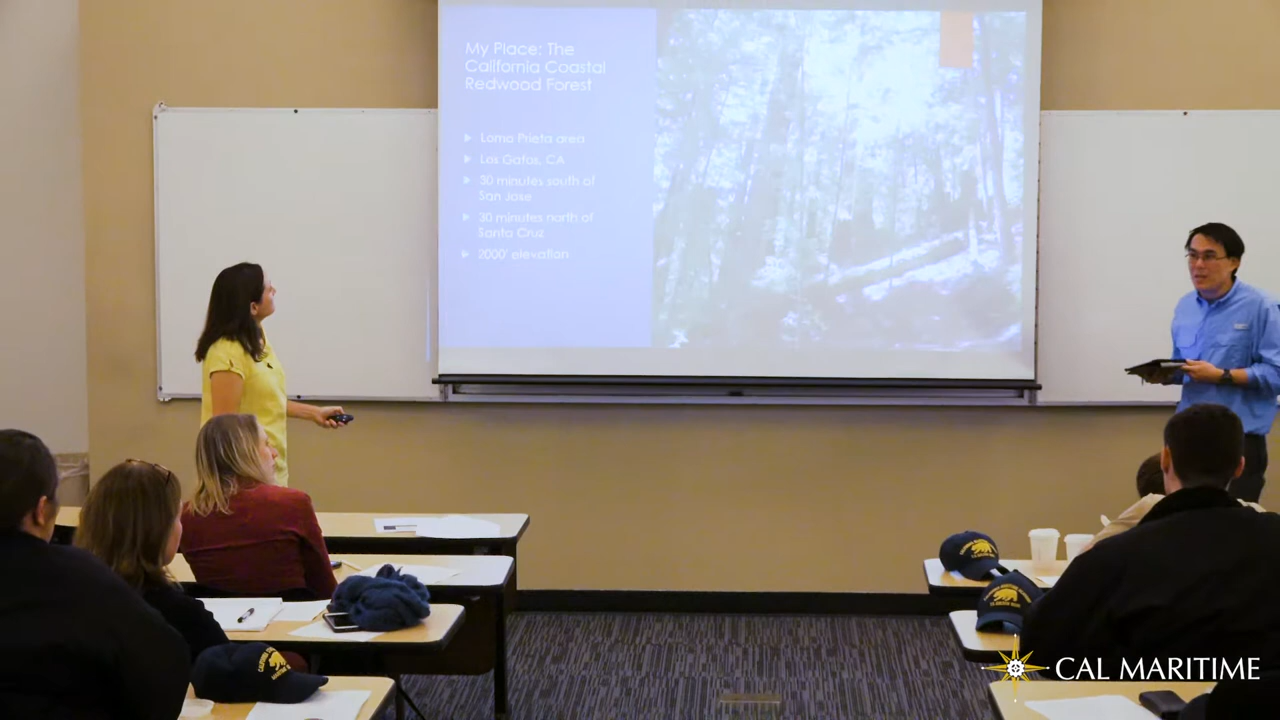 My Place: The
California Coastal
Redwood Forest
Loma Prieta area
Los Gatos, CA
30 minutes south of
San Jose
30 minutes north of
Santa Cruz
2000' elevation
CAL MARITIME